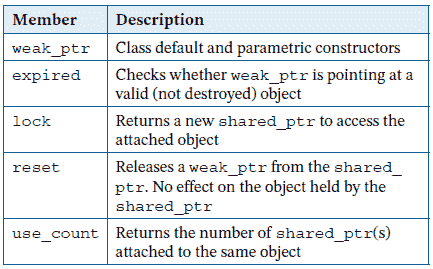 Member Description
weak_ptr Class default and parametric constructors
expired Checks whether weak_ptr is pointing at a
valid (not destroyed) object
lock Returns a new shared_ptr to access the
attached object
reset Releases a weak_ptr from the shared_
ptr. No effect on the object held by the
shared_ptr
use_count Returns the number of shared_ptr(s)
attached to the same object